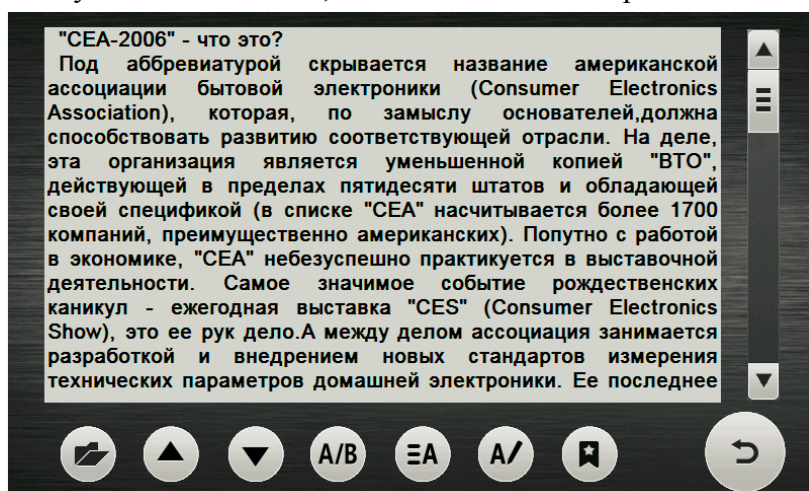 "CEA-2006" - что это?
Под аббревиатурой скрывается название американской
ассоциации бытовой электроники (Consumer Electronics
Association), которая, по замыслу основателей,должна
способствовать развитию соответствующей отрасли. На деле,
эта организация является уменьшенной копией "ВТО",
действующей в пределах пятидесяти штатов и обладающей
своей спецификой (в списке "CEA" насчитывается более 1700
компаний, преимущественно американских). Попутно с работой
в экономике, "CEA" небезуспешно практикуется в выставочной
деятельности. Самое значимое событие рождественских
каникул - ежегодная выставка "CES" (Consumer Electronics
Show), это ее рук дело.А между делом ассоциация занимается
разработкой и внедрением новых стандартов измерения
технических параметров домашней электроники. Ее последнее
A/B
A
A